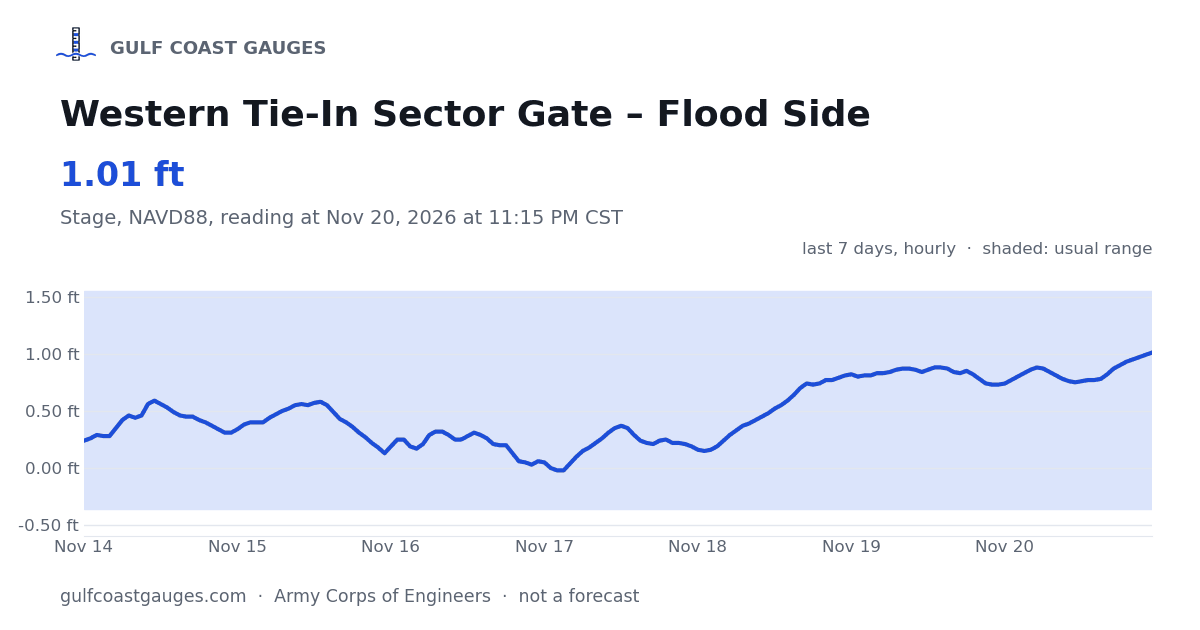 GULF COAST GAUGES
Western Tie-In Sector Gate – Flood Side
1.01 ft
Stage, NAVD88, reading at Nov 20, 2026 at 11:15 PM CST
last 7 days, hourly · shaded: usual range
1.50 ft
1.00 ft
0.50 ft
0.00 ft
-0.50 ft
Nov 14 Nov 15 Nov 16 Nov 17 Nov 18 Nov 19 Nov 20
gulfcoastgauges.com · Army Corps of Engineers · not a forecast